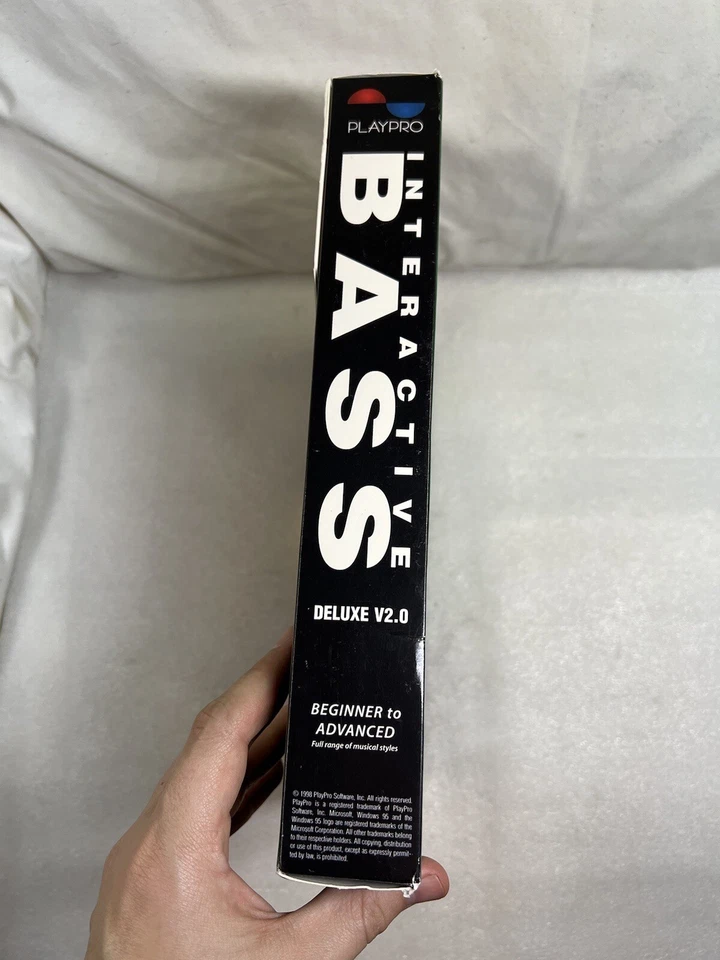 PLAYPRO
INTERACTIVE
BASS
DELUXE V2.0
BEGINNER to
ADVANCED
Full range of musical styles
© 1998 PlayPro Software, Inc. All rights reserved.
PlayPro is a registered trademark of PlayPro
Software, Inc. Microsoft, Windows 95 and the
Windows 95 logo are registered trademarks of the
Microsoft Corporation. All other trademarks belong
to their respective holders. All copying, distribution
or use of this product, except as expressly permit-
ted by law, is prohibited.